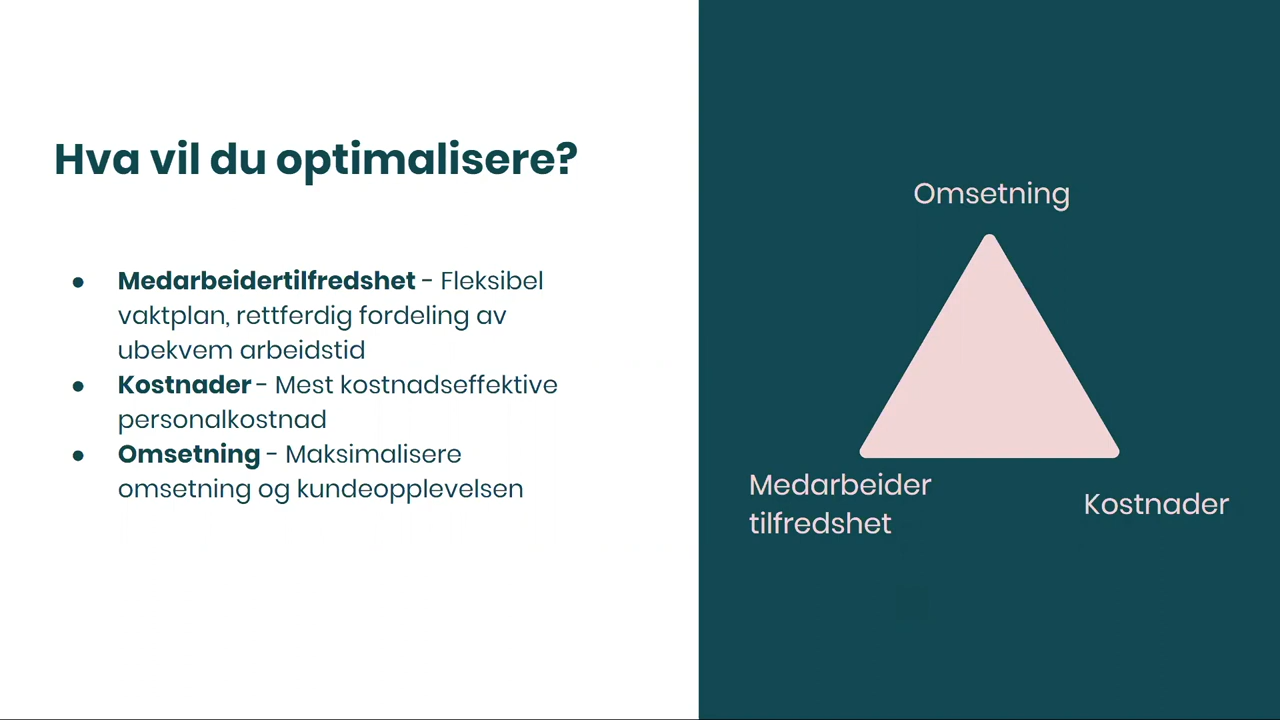 Hva vil du optimalisere?
● Medarbeidertilfredshet - Fleksibel
vaktplan, rettferdig fordeling av
ubekvem arbeidstid
● Kostnader - Mest kostnadseffektive
personalkostnad
● Omsetning - Maksimalisere
omsetning og kundeopplevelsen
Omsetning
Medarbeider
tilfredshet
Kostnader